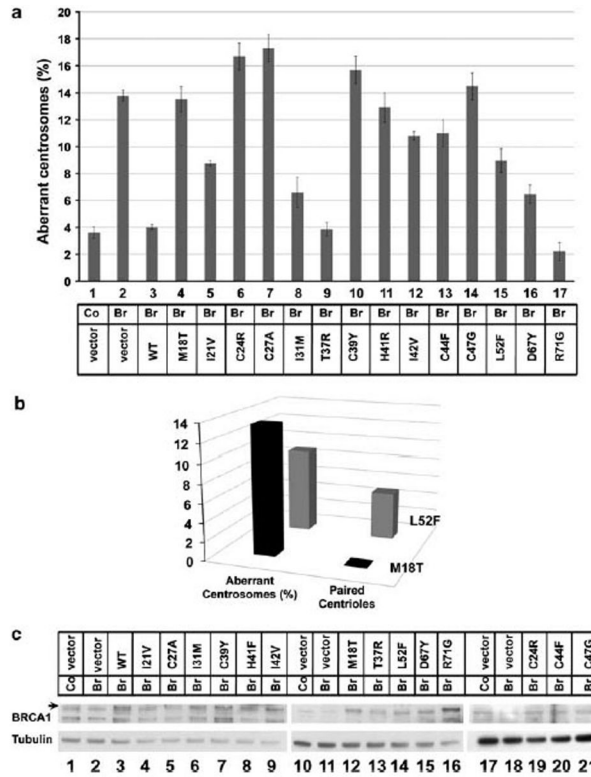 a
Aberrant centrosomes (%)
20
18
16
14
12
10
8
6
4
2
0
1 2 3 4 5 6 7 8 9 10 11 12 13 14 15 16 17
Co Br Br Br Br Br Br Br Br Br Br Br Br Br Br Br Br
vector vector WT M18T I21V C24R C27A I31M T37R C39Y H41R I42V C44F C47G L52F D67Y R71G
b
14
12
10
8
6
4
2
0
L52F
M18T
Aberrant Paired
Centrosomes (%) Centrioles
c
vector vector WT I21V C27A I31M C39Y H41F I42V vector vector M18T T37R L52F D67Y R71G vector vector C24R C44F C47G
Co Br Br Br Br Br Br Br Br Co Br Br Br Br Br Br Co Br Br Br Br
BRCA1
Tubulin
1 2 3 4 5 6 7 8 9 10 11 12 13 14 15 16 17 18 19 20 21